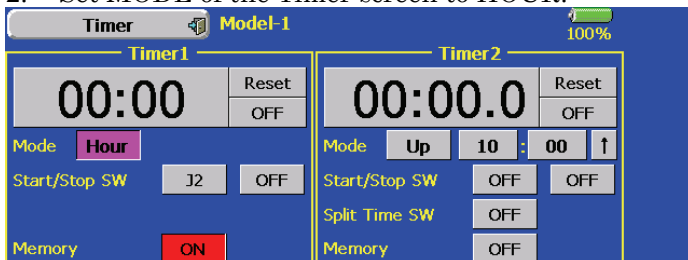 2. Set MODE of the Timer screen to HOUR.
Timer Model-1 100%
Timer1
00:00 Reset
OFF
Mode Hour
Start/Stop SW J2 OFF
Memory ON
Timer2
00:00.0 Reset
OFF
Mode Up 10 : 00 ↑
Start/Stop SW OFF OFF
Split Time SW OFF
Memory OFF